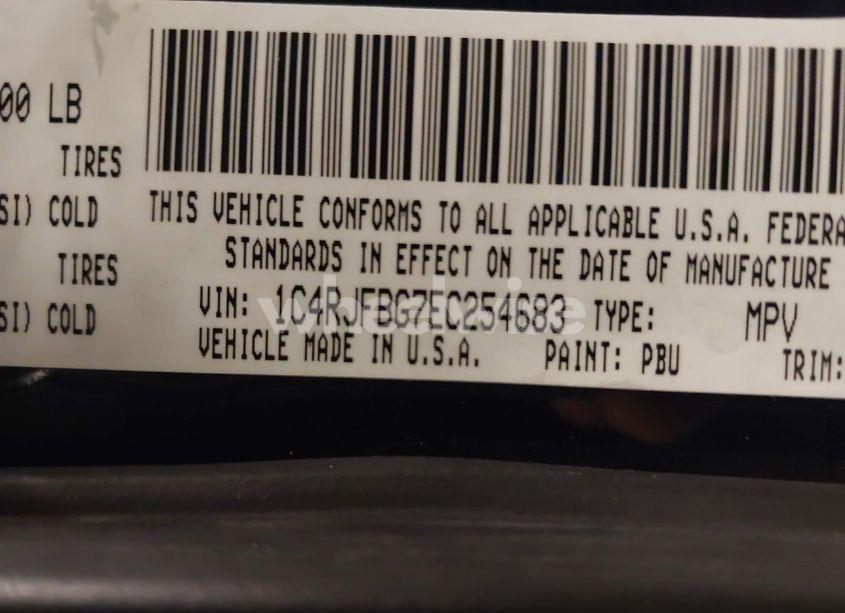 00 LB
TIRES
SI) COLD
TIRES
SI) COLD
THIS VEHICLE CONFORMS TO ALL APPLICABLE U.S.A. FEDERA
STANDARDS IN EFFECT ON THE DATE OF MANUFACTURE
VIN: 1C4RJFBG7EC254683 TYPE: MPV
VEHICLE MADE IN U.S.A. PAINT: PBU TRIM:
wheelvie